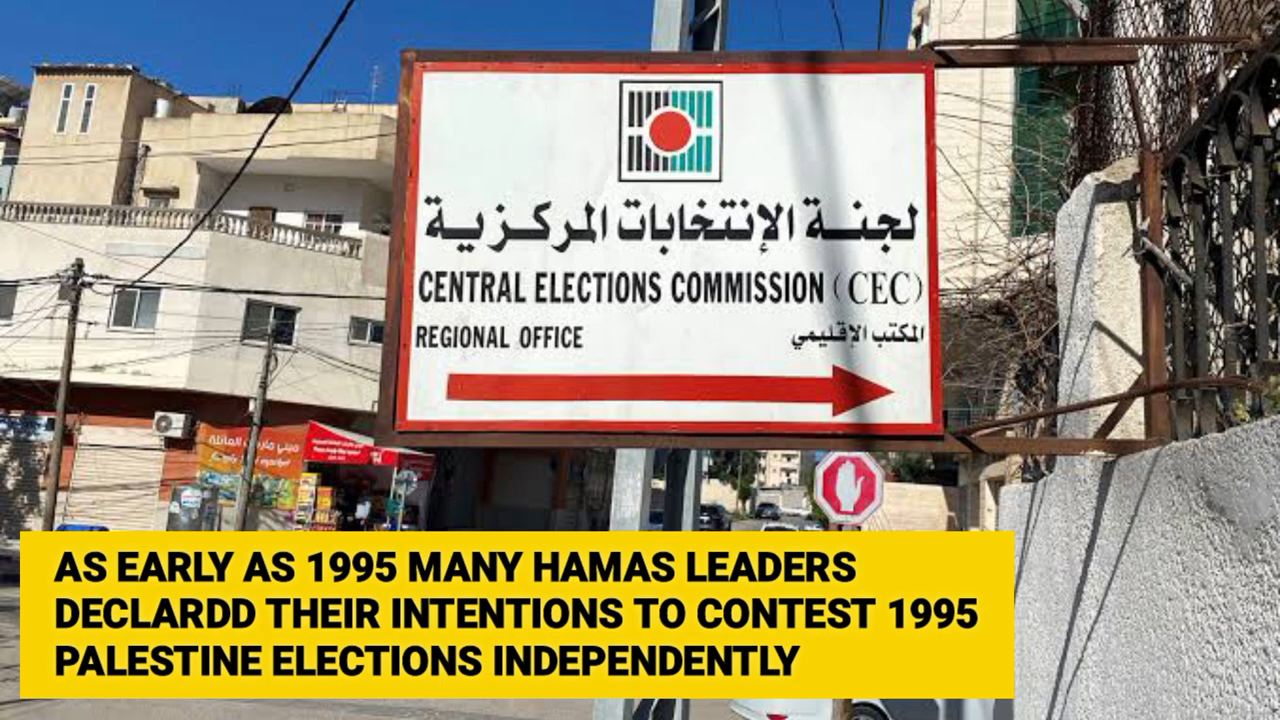 لجنة الإنتخابات المركزية
CENTRAL ELECTIONS COMMISSION (CEC)
REGIONAL OFFICE المكتب الإقليمي
AS EARLY AS 1995 MANY HAMAS LEADERS
DECLARDD THEIR INTENTIONS TO CONTEST 1995
PALESTINE ELECTIONS INDEPENDENTLY